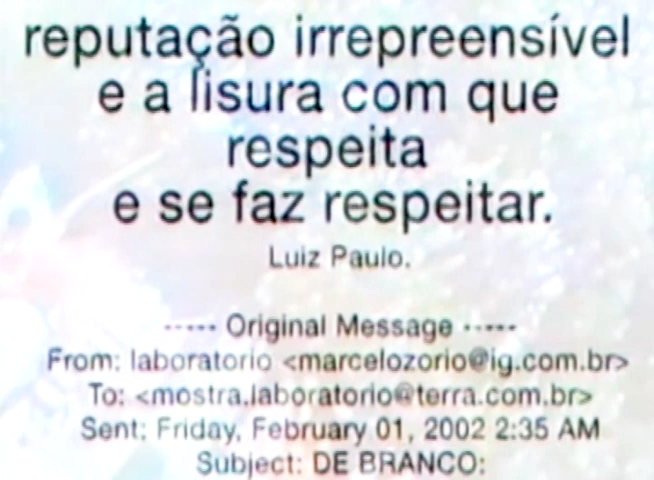 reputação irrepreensível
e a lisura com que
respeita
e se faz respeitar.
Luiz Paulo.
----- Original Message -----
From: laboratorio <marcelozorio@ig.com.br>
To: <mostra.laboratorio@terra.com.br>
Sent: Friday, February 01, 2002 2:35 AM
Subject: DE BRANCO: